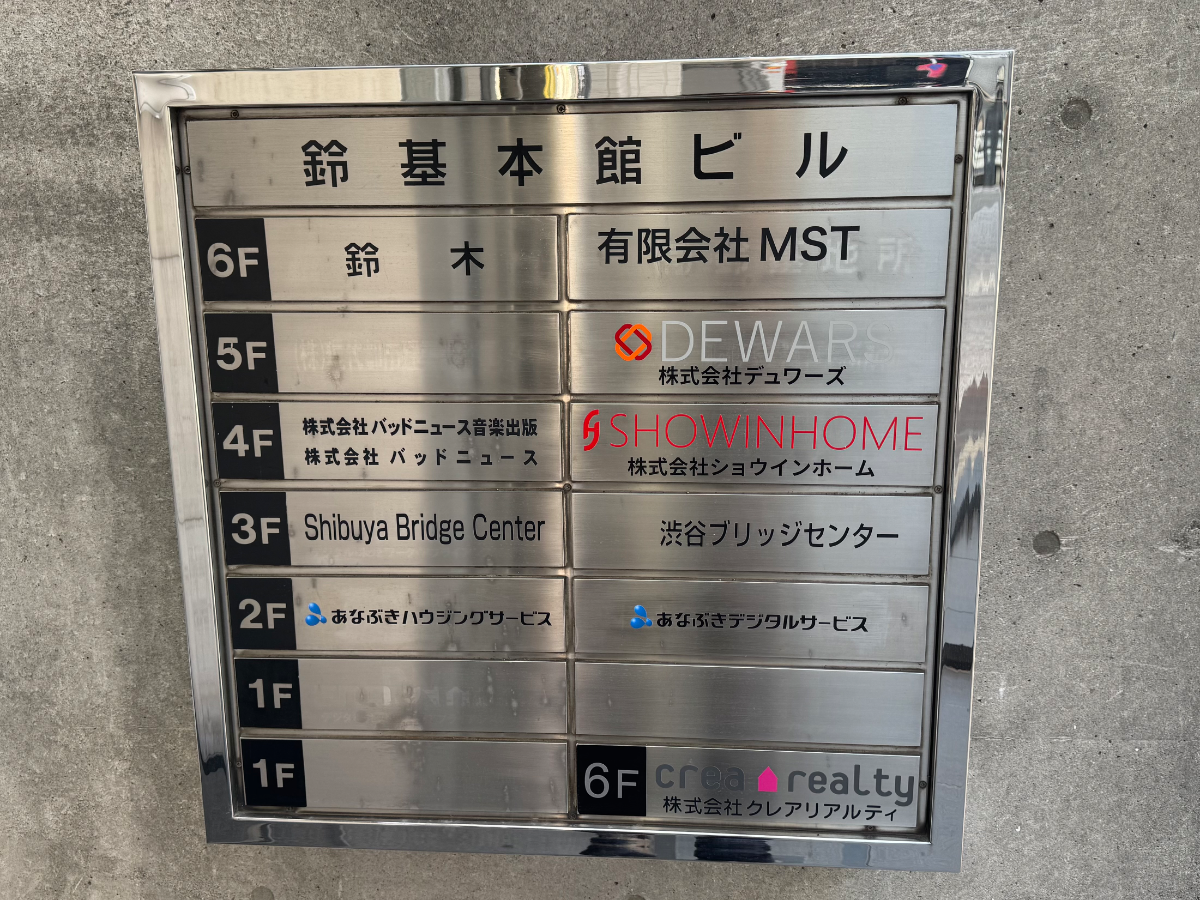 鈴基本館ビル
6F 鈴木 有限会社MST
5F DEWARS
株式会社デュワーズ
4F 株式会社バッドニュース音楽出版 SHOWINHOME
株式会社バッドニュース 株式会社ショウインホーム
3F Shibuya Bridge Center 渋谷ブリッジセンター
2F あなぶきハウジングサービス あなぶきデジタルサービス
1F
1F 6F crea realty
株式会社クレアリアルティ